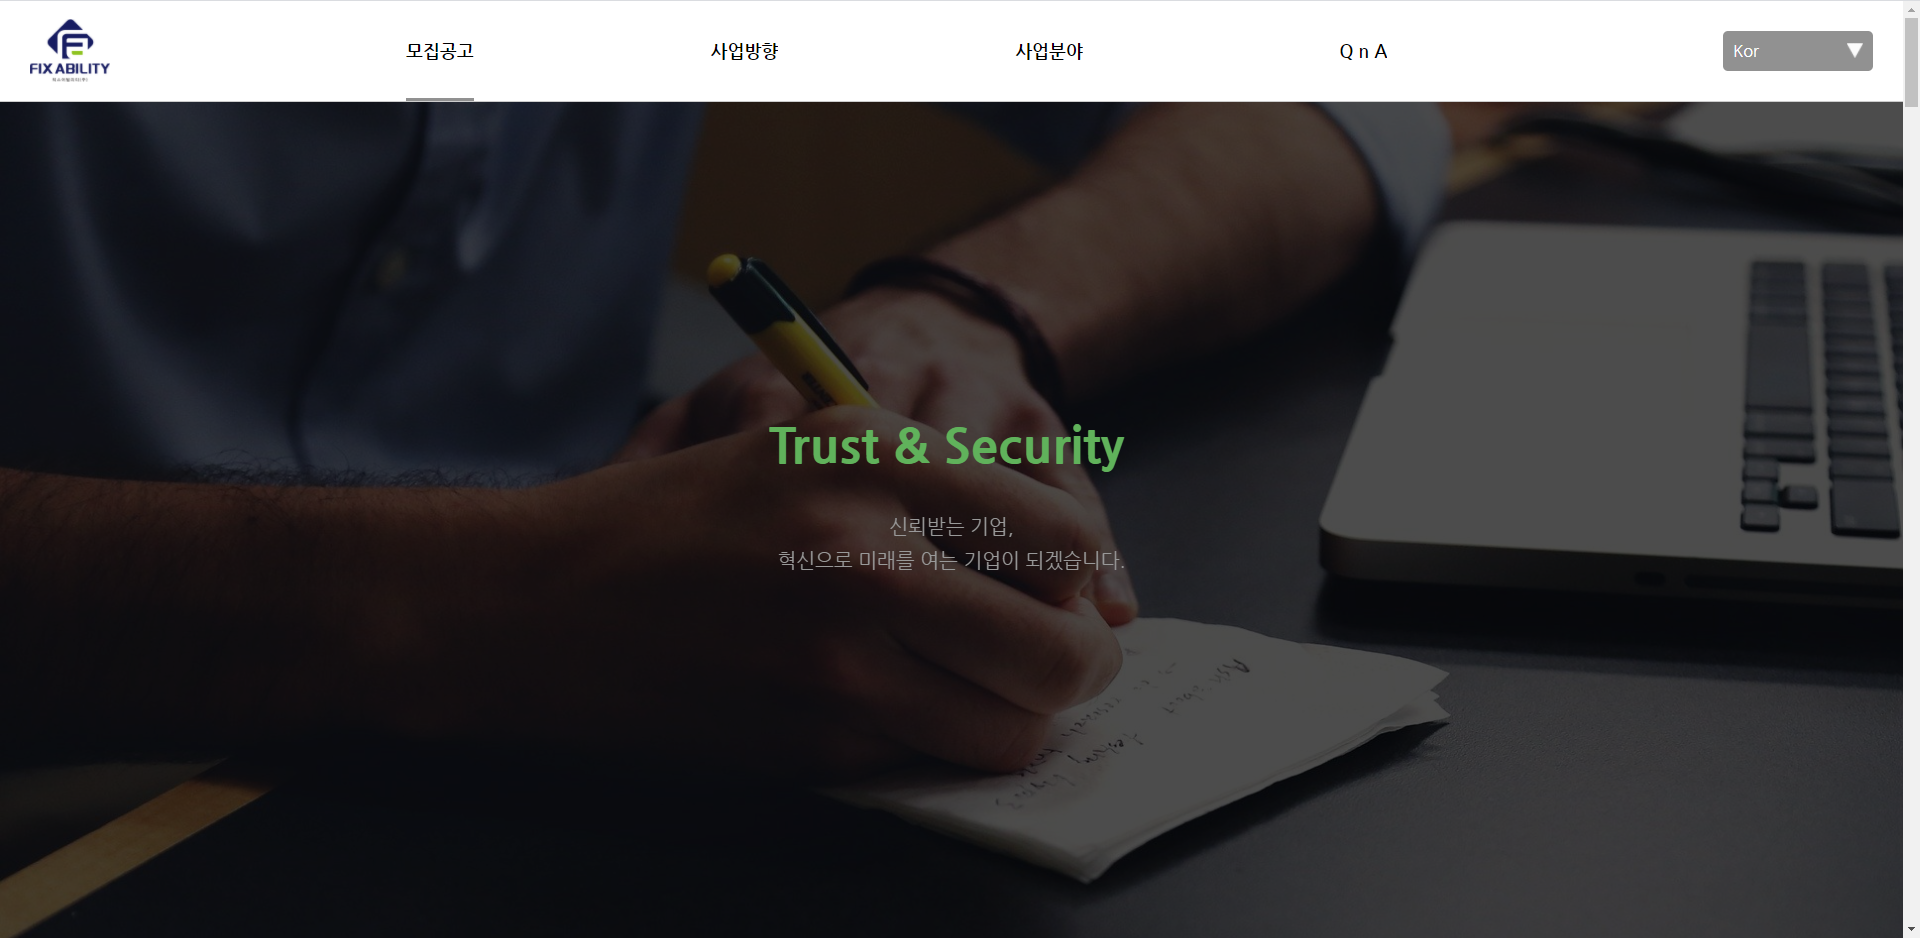 FIX ABILITY
모집공고
사업방향
사업분야
Q n A
Kor
Trust & Security
신뢰받는 기업,
혁신으로 미래를 여는 기업이 되겠습니다.